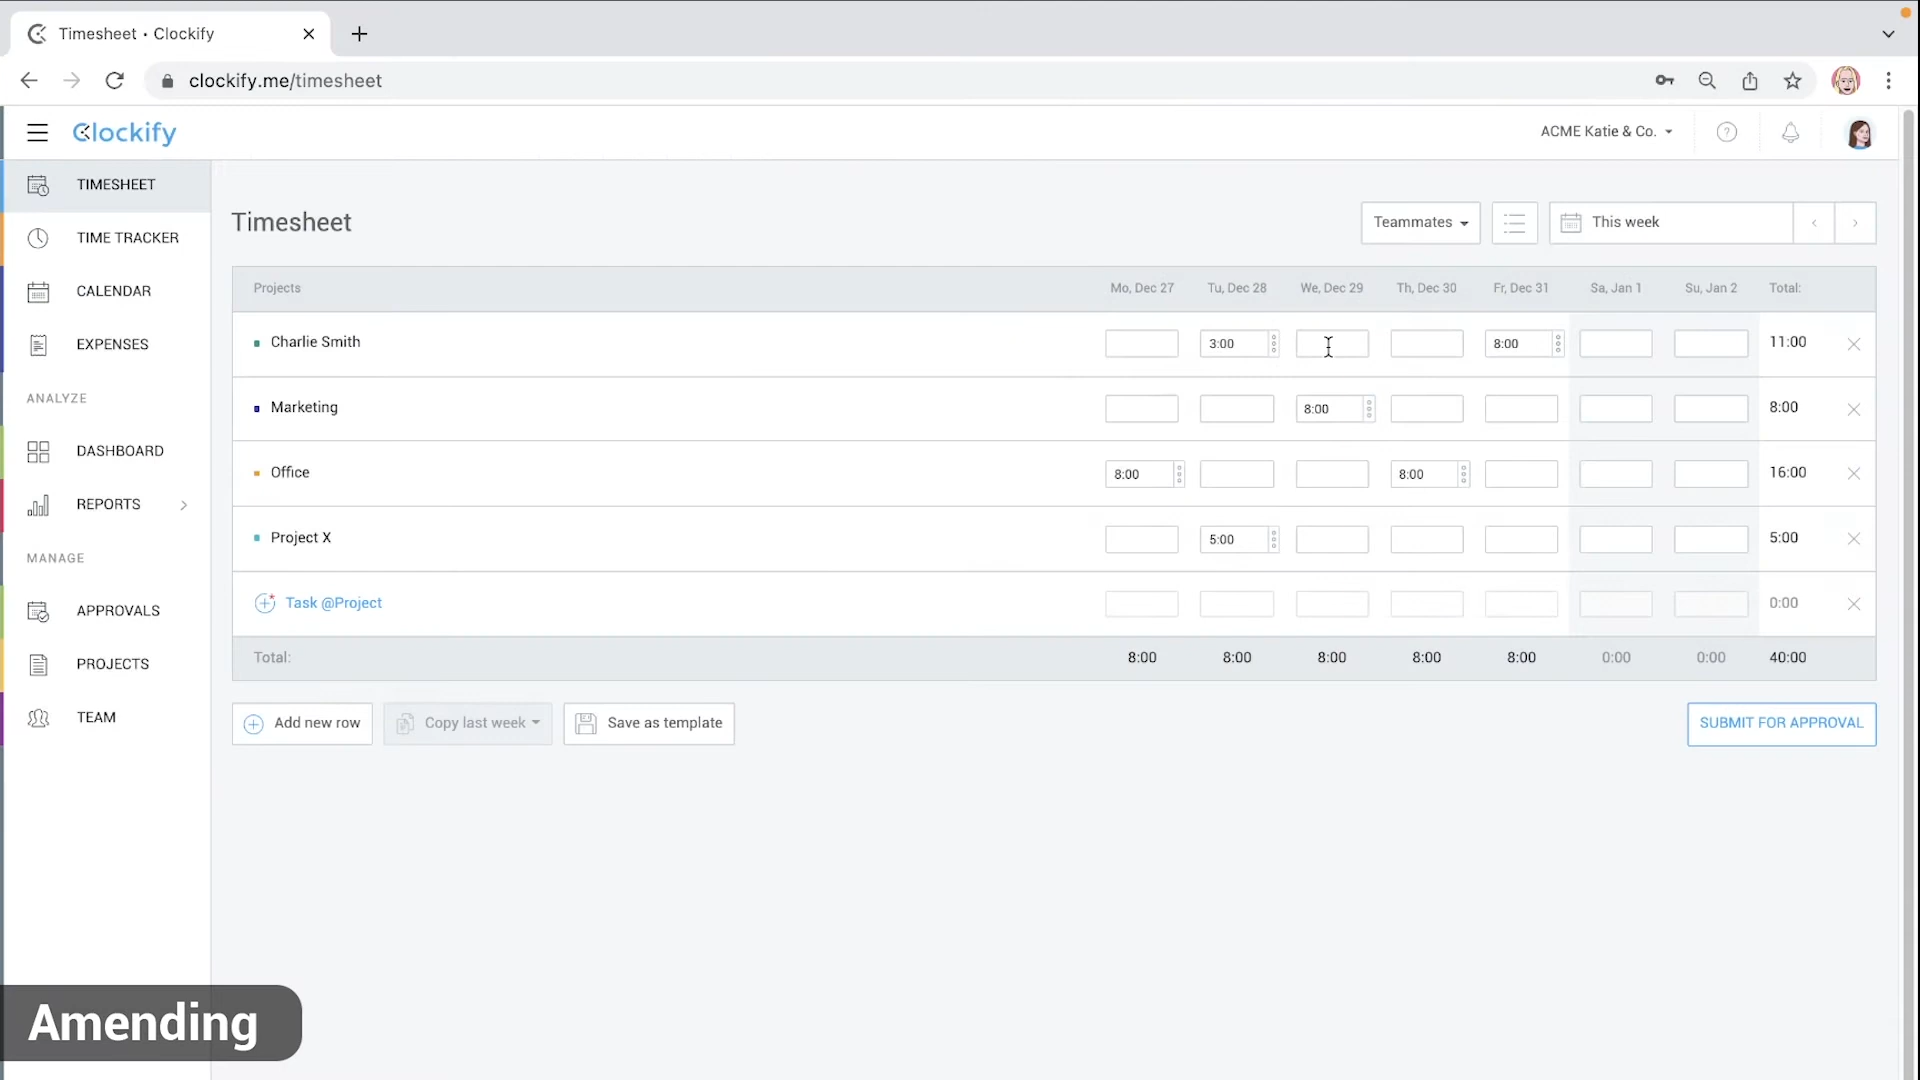 Timesheet • Clockify
clockify.me/timesheet
Clockify
ACME Katie & Co.
TIMESHEET
TIME TRACKER
CALENDAR
EXPENSES
ANALYZE
DASHBOARD
REPORTS
MANAGE
APPROVALS
PROJECTS
TEAM
Timesheet
Teammates
This week
Projects Mo, Dec 27 Tu, Dec 28 We, Dec 29 Th, Dec 30 Fr, Dec 31 Sa, Jan 1 Su, Jan 2 Total:
Charlie Smith 3:00 8:00 11:00
Marketing 8:00 8:00
Office 8:00 8:00 16:00
Project X 5:00 5:00
Task @Project 0:00
Total: 8:00 8:00 8:00 8:00 8:00 0:00 0:00 40:00
Add new row Copy last week Save as template
SUBMIT FOR APPROVAL
Amending